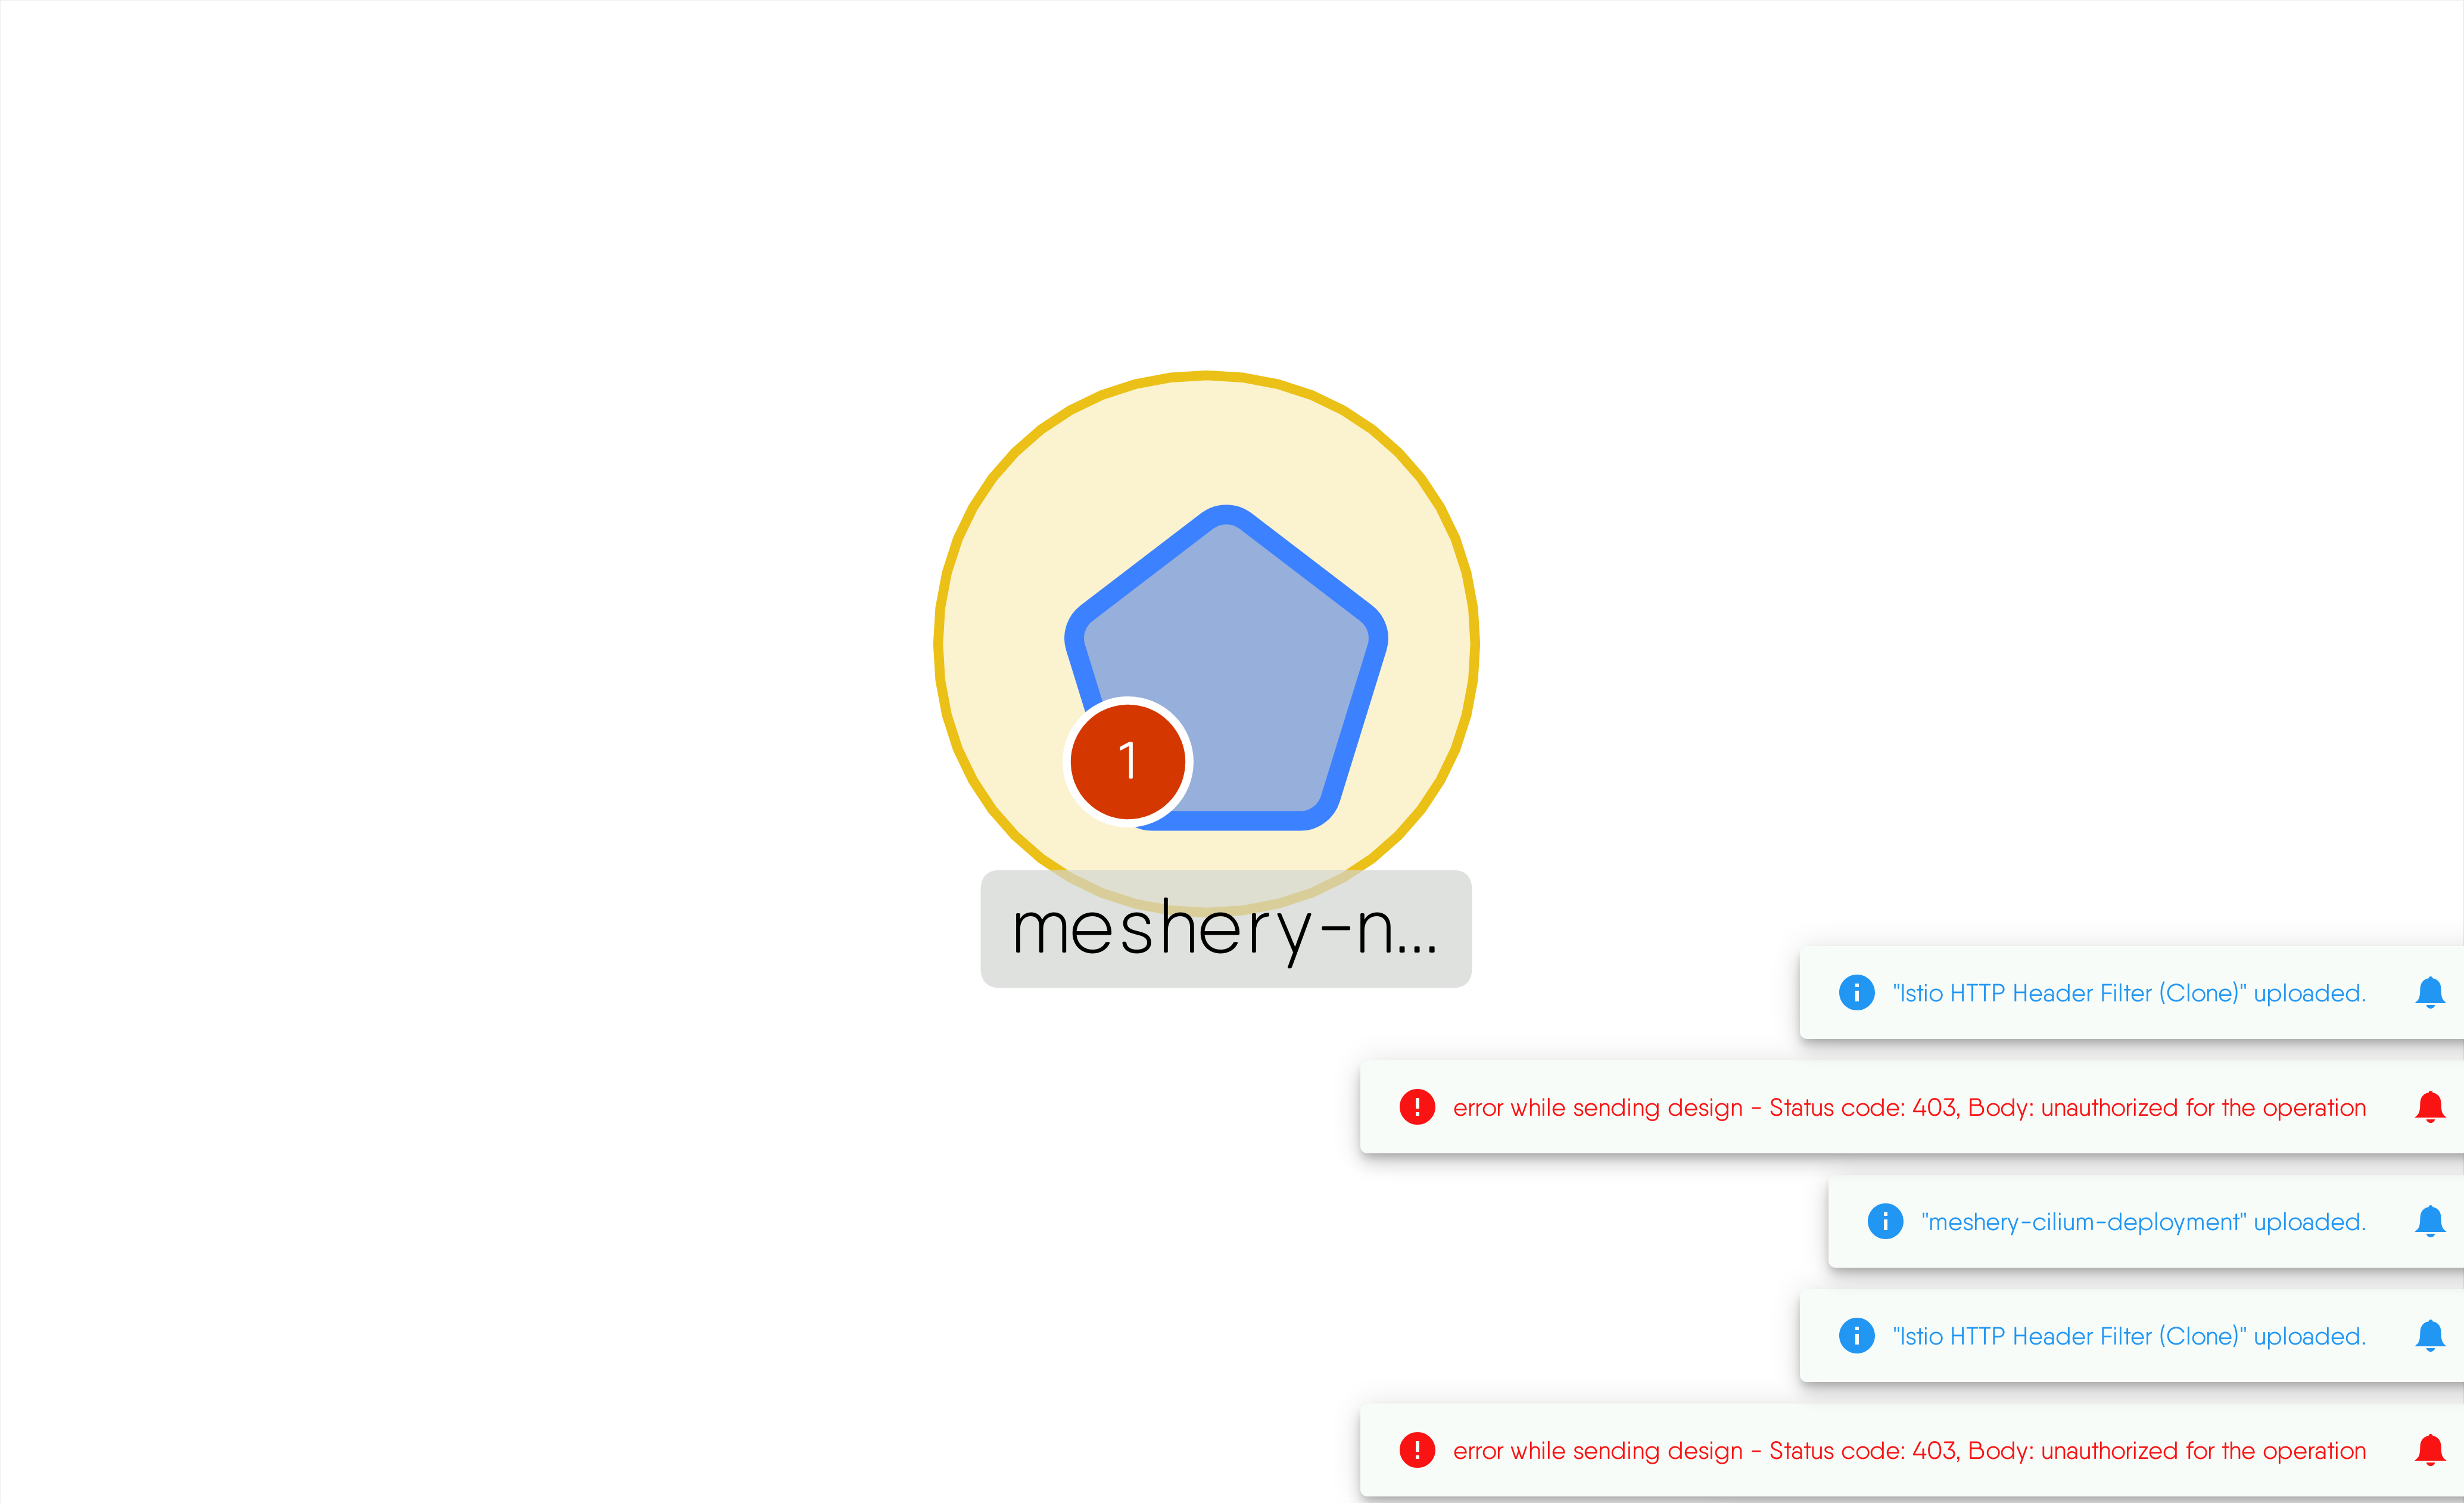 1
meshery-n...
"Istio HTTP Header Filter (Clone)" uploaded.
error while sending design - Status code: 403, Body: unauthorized for the operation
"meshery-cilium-deployment" uploaded.
"Istio HTTP Header Filter (Clone)" uploaded.
error while sending design - Status code: 403, Body: unauthorized for the operation